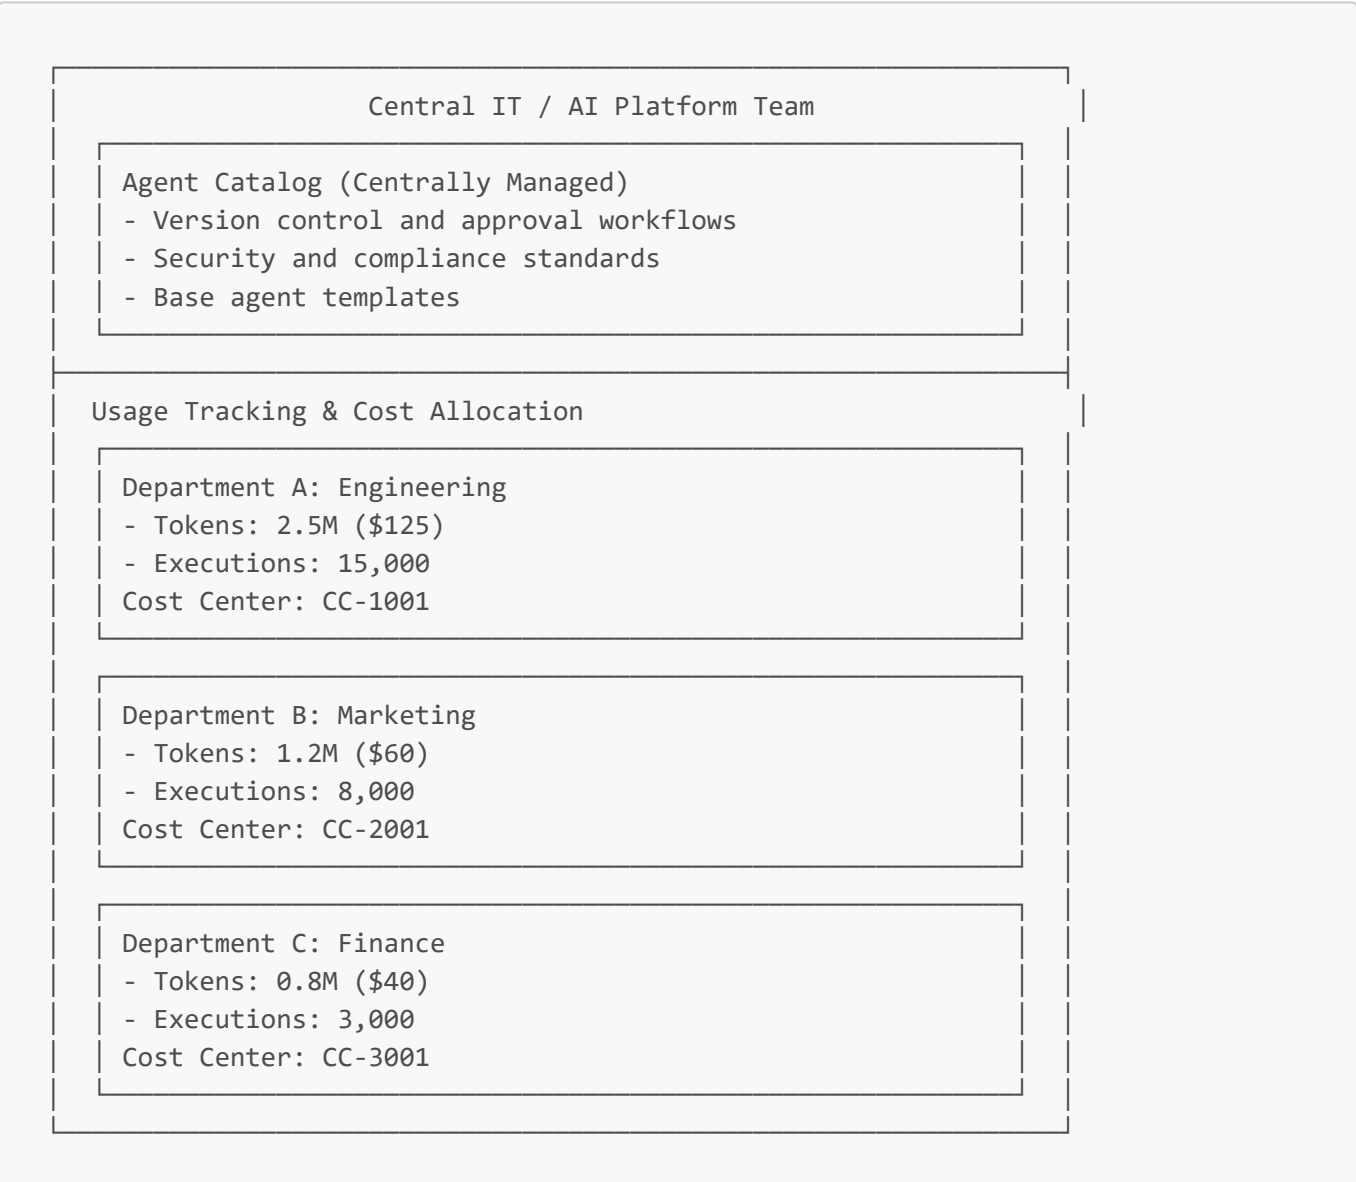 Central IT / AI Platform Team
Agent Catalog (Centrally Managed)
- Version control and approval workflows
- Security and compliance standards
- Base agent templates
Usage Tracking & Cost Allocation
Department A: Engineering
- Tokens: 2.5M ($125)
- Executions: 15,000
Cost Center: CC-1001
Department B: Marketing
- Tokens: 1.2M ($60)
- Executions: 8,000
Cost Center: CC-2001
Department C: Finance
- Tokens: 0.8M ($40)
- Executions: 3,000
Cost Center: CC-3001